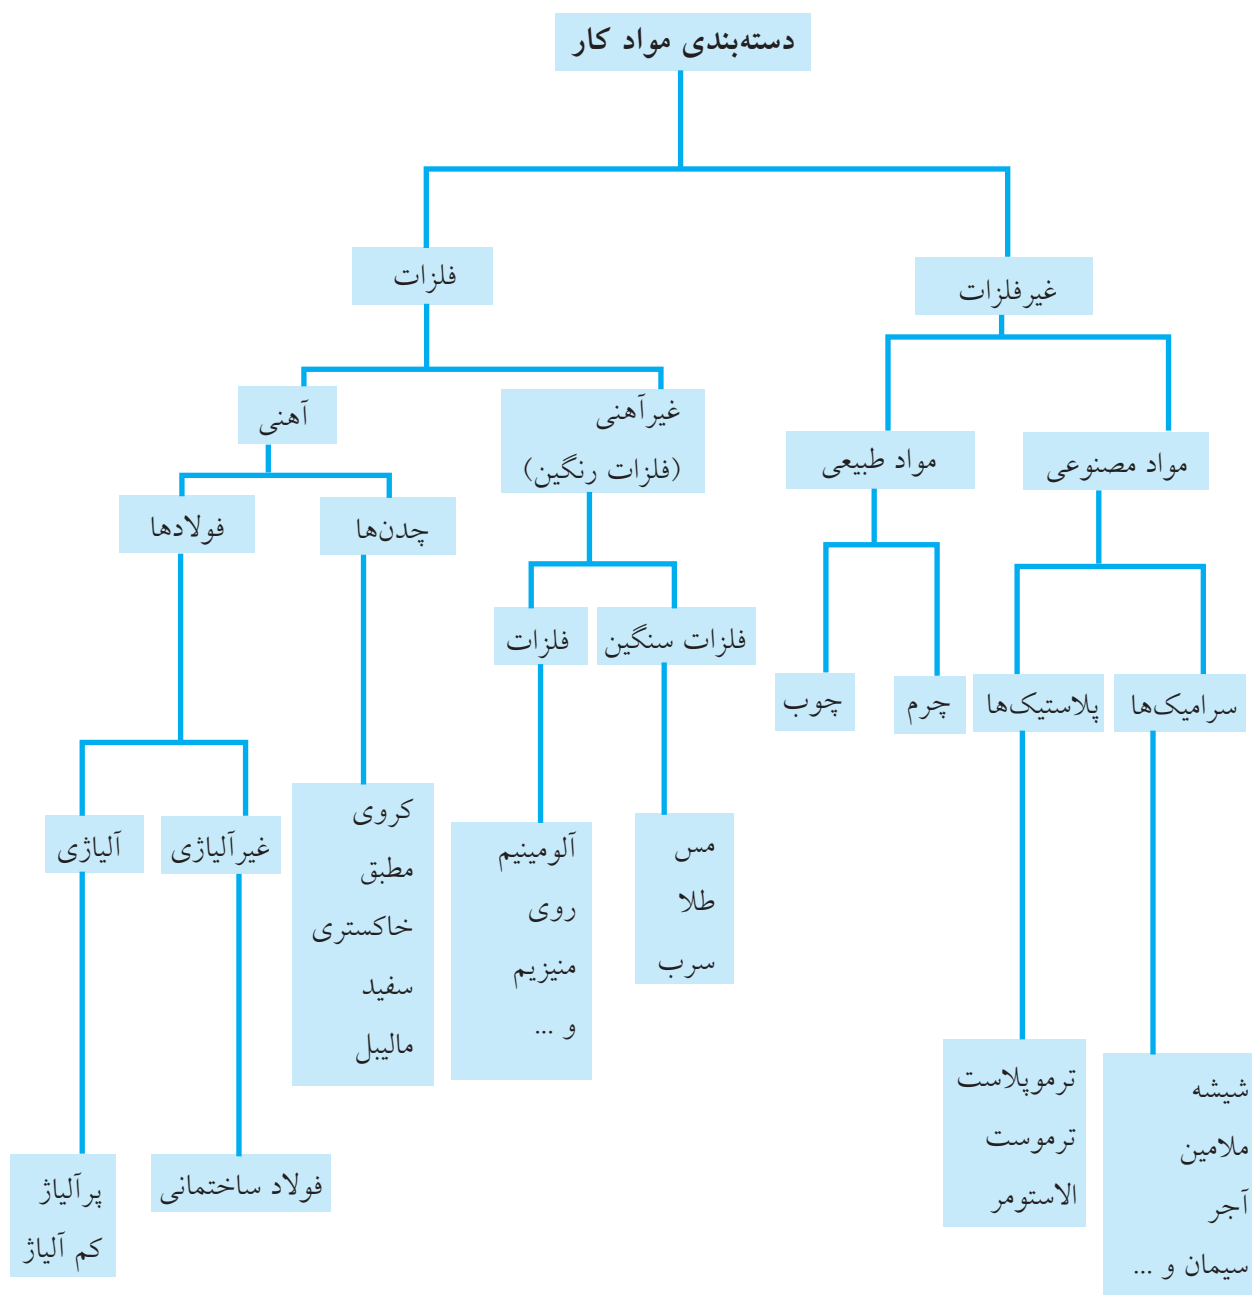 دسته‌بندی مواد کار
غیرفلزات
فلزات
مواد مصنوعی
مواد طبیعی
غیرآهنی
(فلزات رنگین)
آهنی
سرامیک‌ها
پلاستیک‌ها
چرم
چوب
فلزات سنگین
فلزات
چدن‌ها
فولادها
شیشه
ملامین
آجر
سیمان و ...
ترموپلاست
ترموست
الاستومر
مس
طلا
سرب
آلومینیم
روی
منیزیم
و ...
کروی
مطبق
خاکستری
سفید
مالیبل
غیرآلیاژی
آلیاژی
فولاد ساختمانی
پرآلیاژ
کم آلیاژ